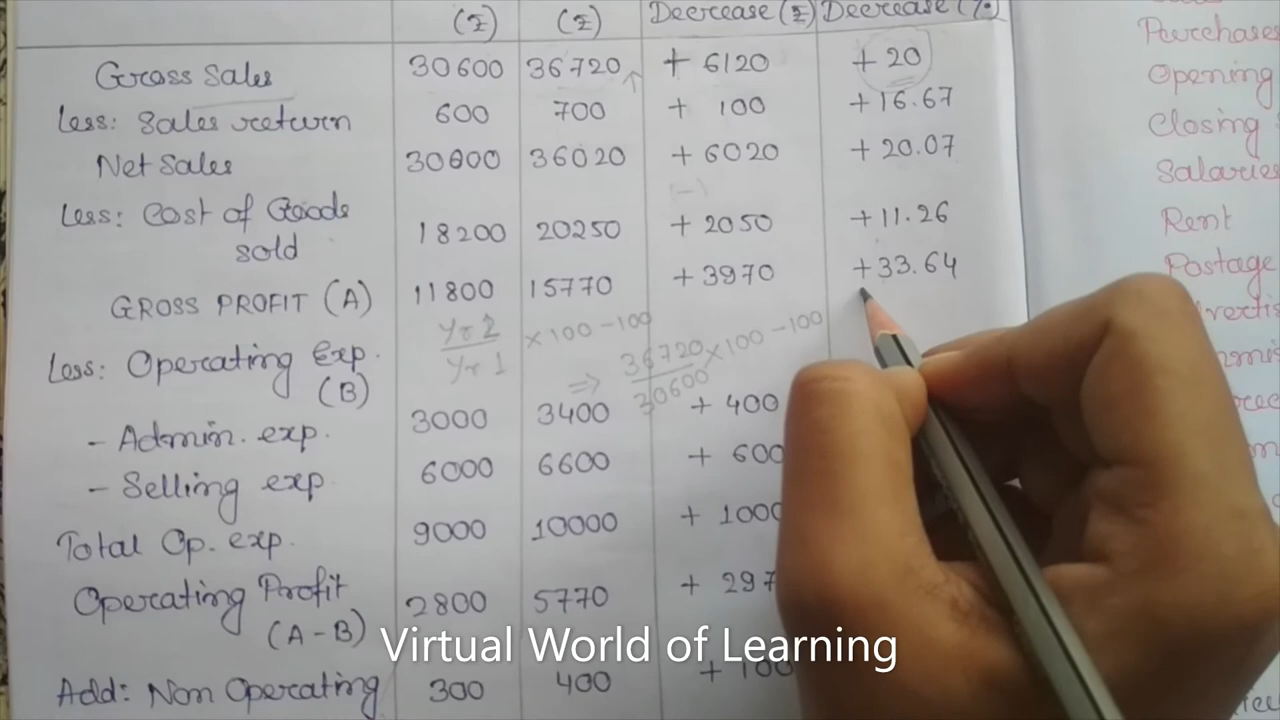 (₹) (₹) Decrease (₹) Decrease (%)
Gross Sales 30600 36720 + 6120 + 20
Less: Sales return 600 700 + 100 +16.67
Net Sales 30000 36020 + 6020 + 20.07
(-)
Less: Cost of Goods
sold 18200 20250 + 2050 +11.26
GROSS PROFIT (A) 11800 15770 +3970 +33.64
Yr 2 / Yr 1 ×100 -100
Less: Operating Exp.
(B)
⇒ 36720 / 30600 ×100 -100
- Admin. exp. 3000 3400 + 400
- Selling exp 6000 6600 + 600
Total Op. exp. 9000 10000 + 1000
Operating Profit
(A-B) 2800 5770 + 297
Add: Non Operating 300 400 + 100
Purchases
Opening
Closing
Salaries
Rent
Postage
Virtual World of Learning